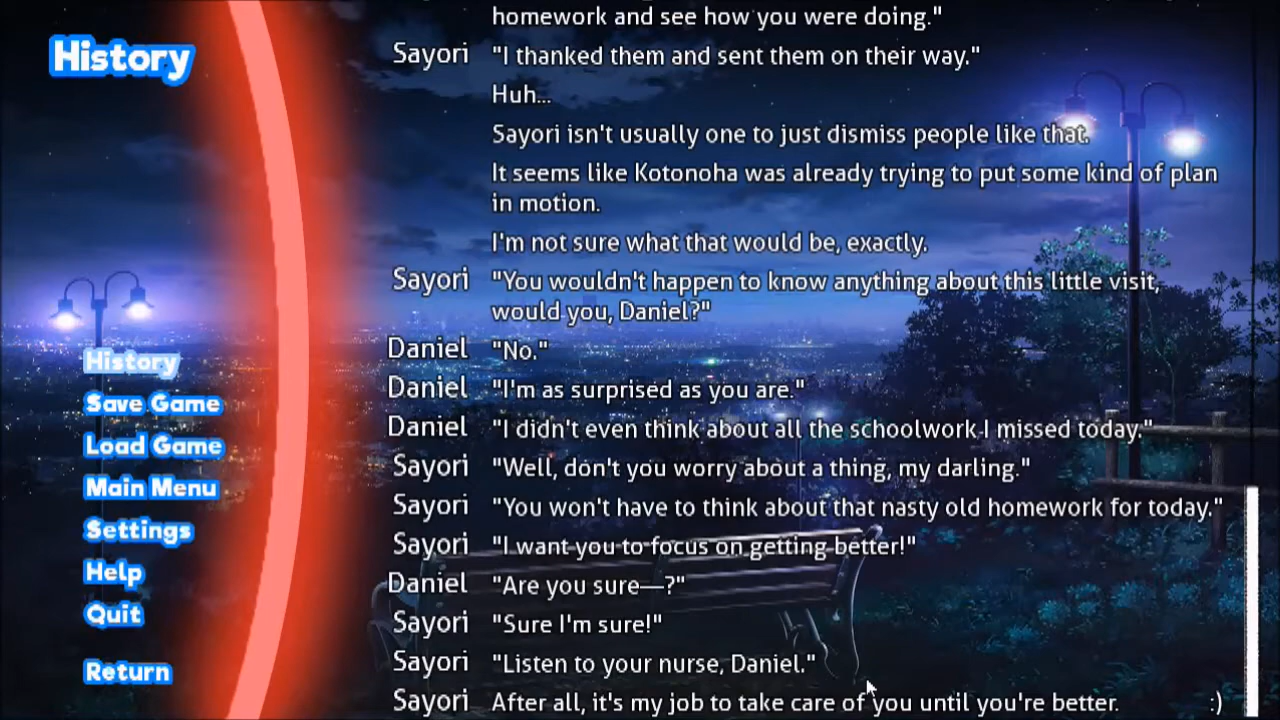 History
homework and see how you were doing."
Sayori "I thanked them and sent them on their way."
Huh...
Sayori isn't usually one to just dismiss people like that.
It seems like Kotonoha was already trying to put some kind of plan
in motion.
I'm not sure what that would be, exactly.
Sayori "You wouldn't happen to know anything about this little visit,
would you, Daniel?"
Daniel "No."
Daniel "I'm as surprised as you are."
Daniel "I didn't even think about all the schoolwork I missed today."
Sayori "Well, don't you worry about a thing, my darling."
Sayori "You won't have to think about that nasty old homework for today."
Sayori "I want you to focus on getting better!"
Daniel "Are you sure—?"
Sayori "Sure I'm sure!"
Sayori "Listen to your nurse, Daniel."
Sayori After all, it's my job to take care of you until you're better. :)
History
Save Game
Load Game
Main Menu
Settings
Help
Quit
Return